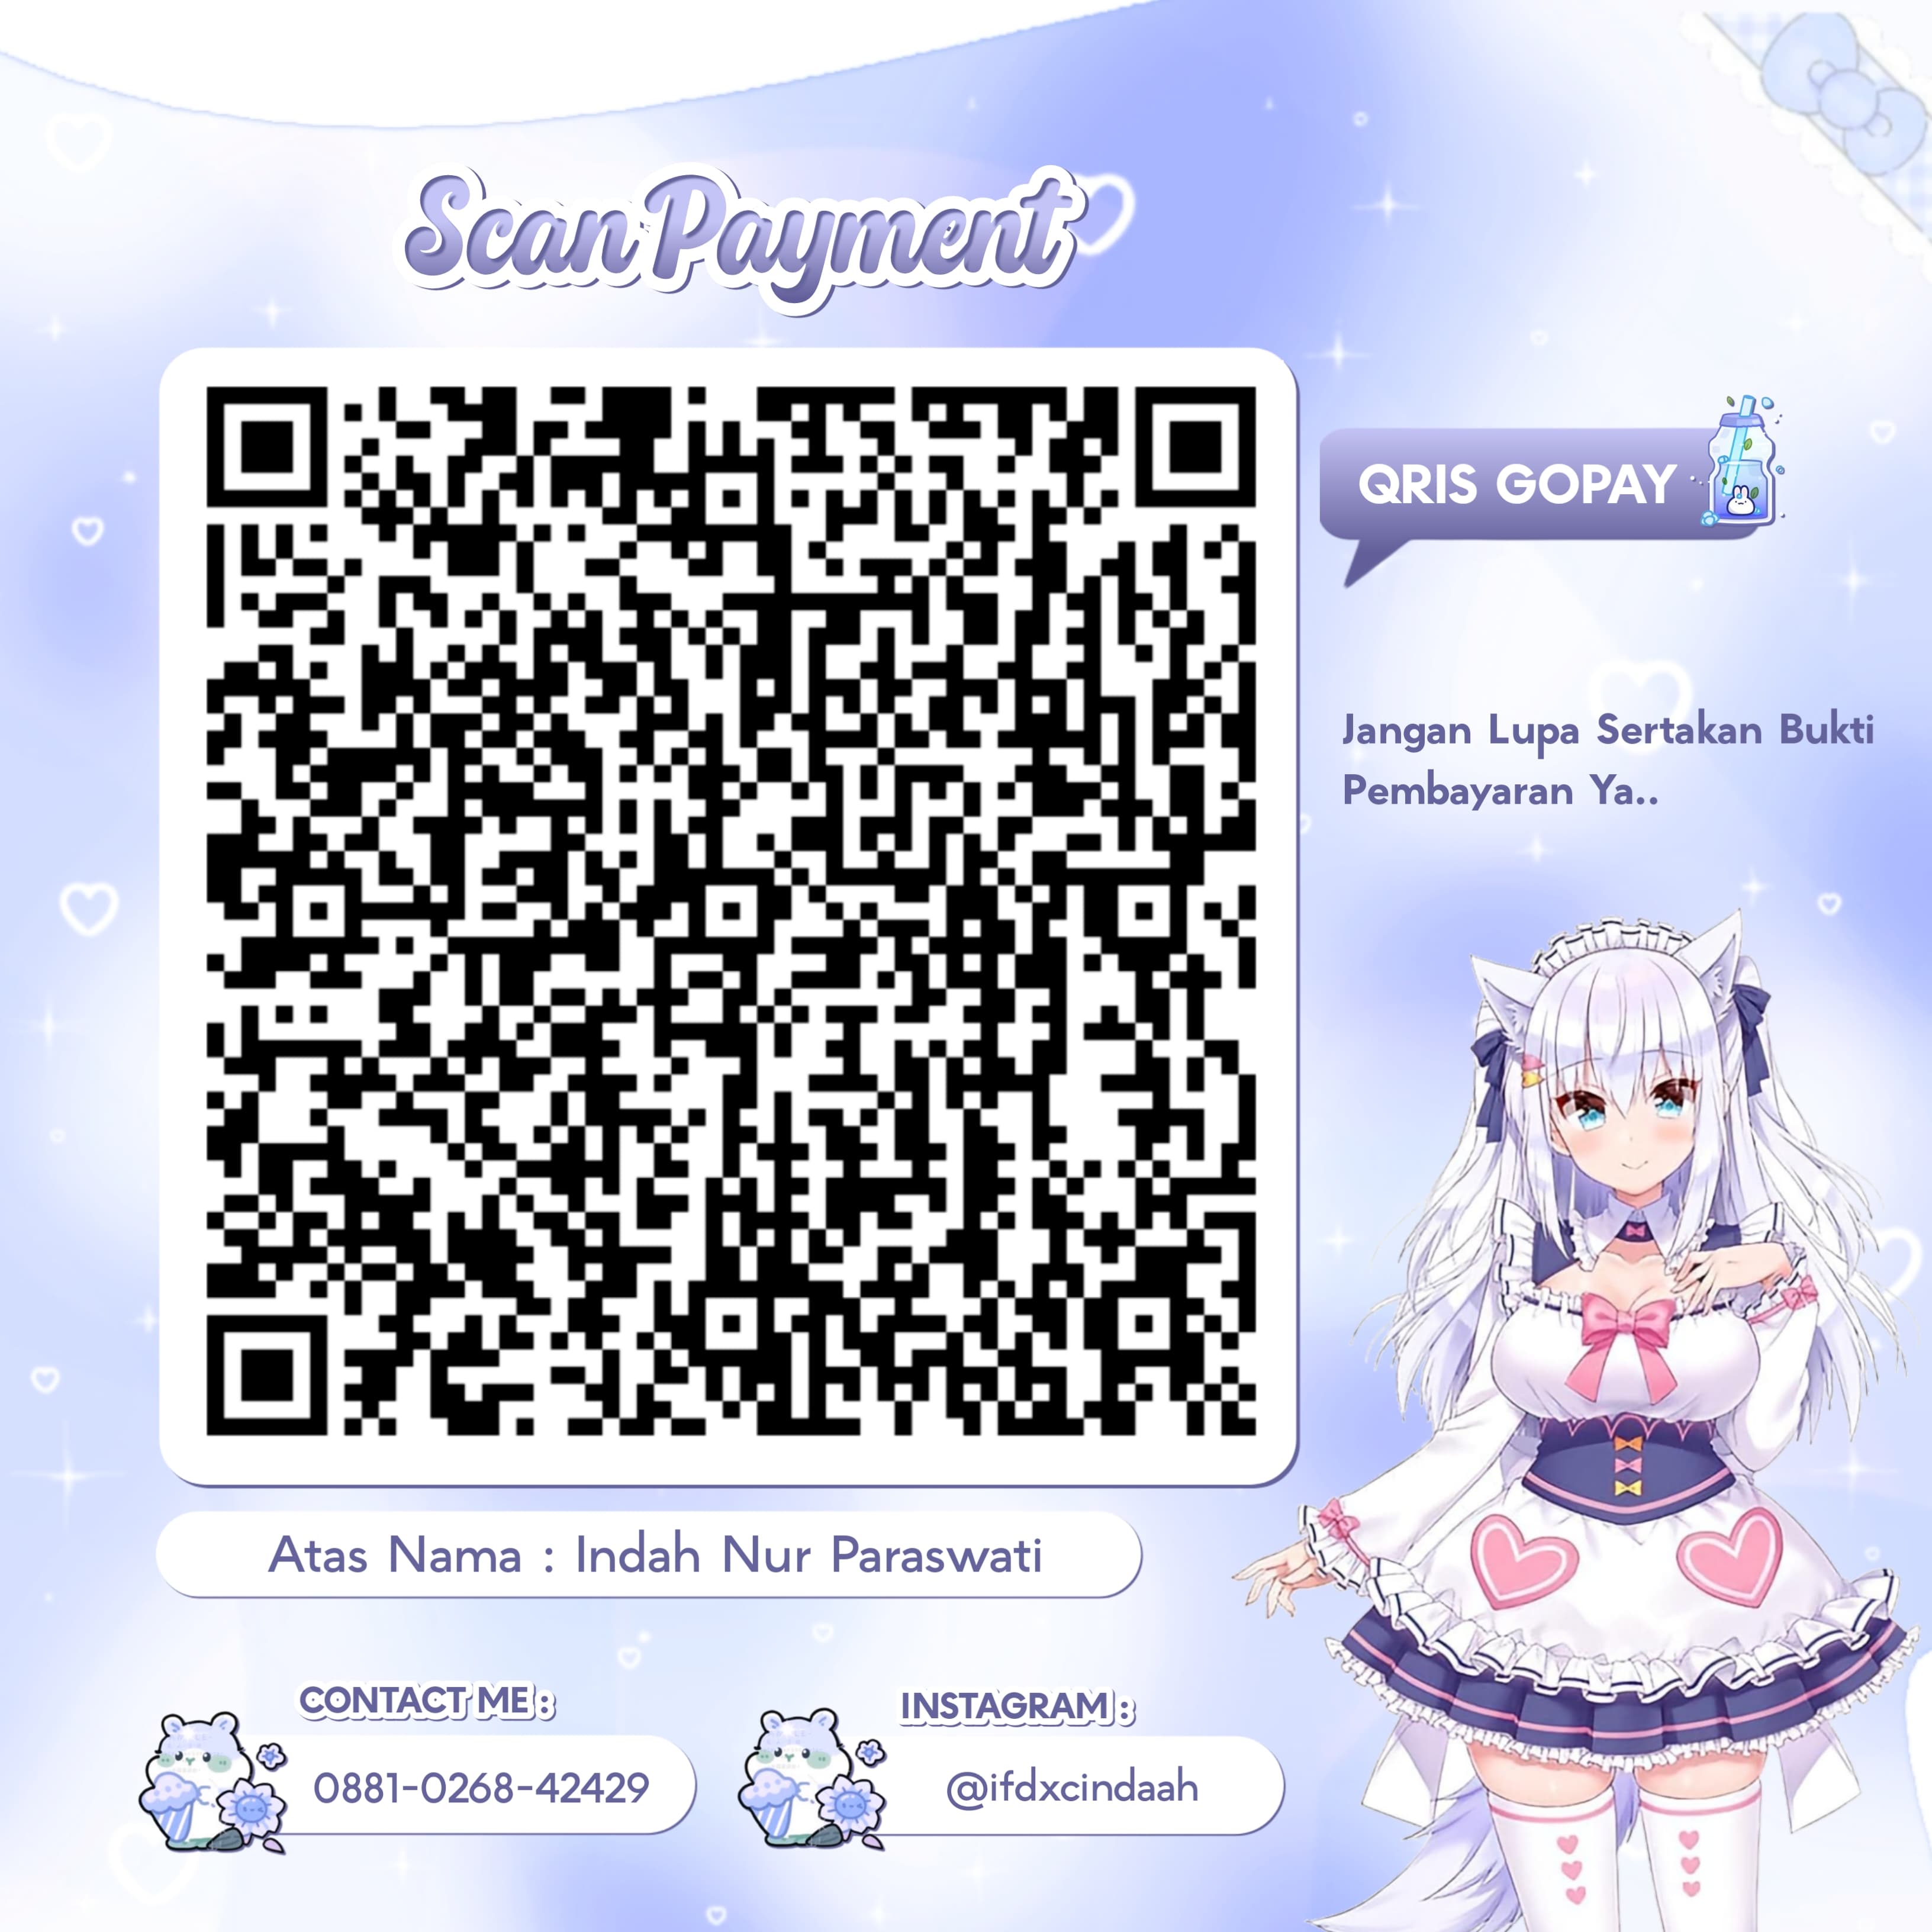 Scan Payment
QRIS GOPAY
Jangan Lupa Sertakan Bukti
Pembayaran Ya..
Atas Nama : Indah Nur Paraswati
CONTACT ME :
0881-0268-42429
INSTAGRAM :
@ifdxcindaah